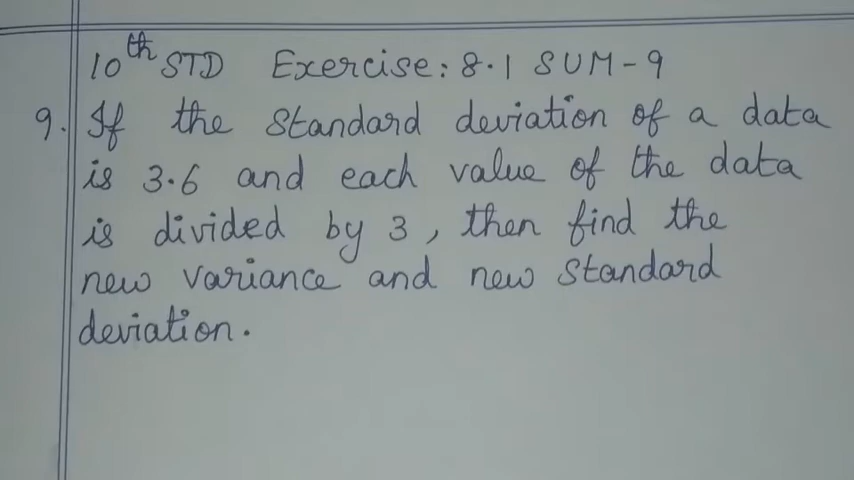 10th STD Exercise: 8.1 SUM-9
9. If the standard deviation of a data
is 3.6 and each value of the data
is divided by 3, then find the
new variance and new standard
deviation.